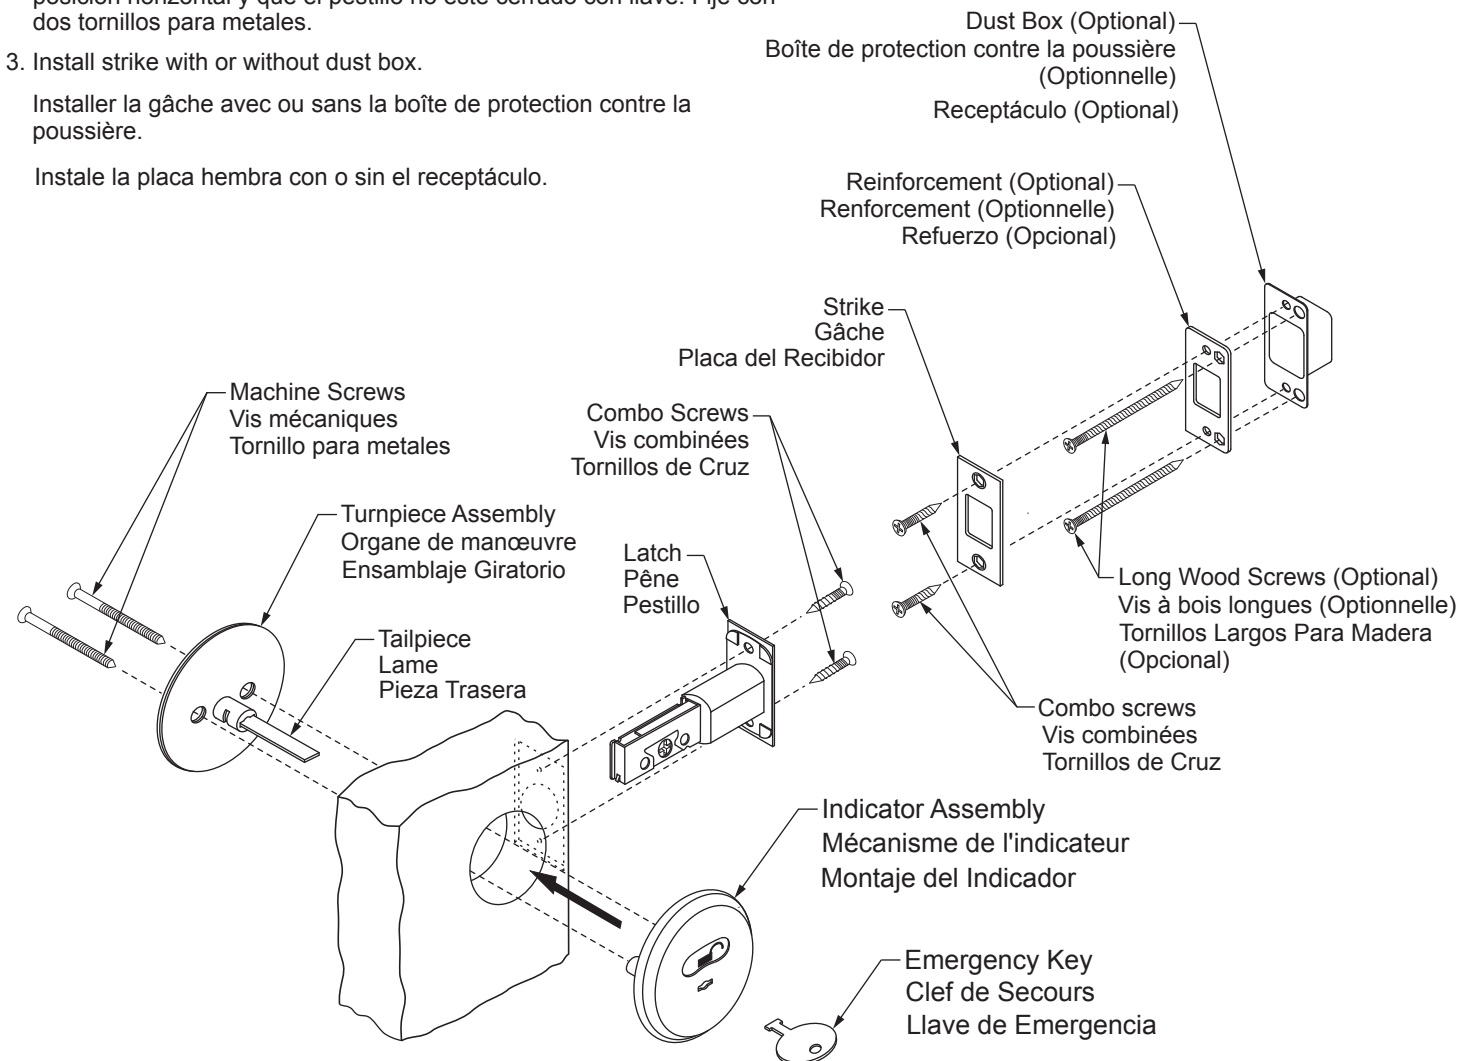 posición horizontal y que el pestillo no esté cerrado con llave. Fije con
dos tornillos para metales.
3. Install strike with or without dust box.
Installer la gâche avec ou sans la boîte de protection contre la
poussière.
Instale la placa hembra con o sin el receptáculo.
Dust Box (Optional)
Boîte de protection contre la poussière
(Optionnelle)
Receptáculo (Optional)
Reinforcement (Optional)
Renforcement (Optionnelle)
Refuerzo (Opcional)
Strike
Gâche
Placa del Recibidor
Machine Screws
Vis mécaniques
Tornillo para metales
Combo Screws
Vis combinées
Tornillos de Cruz
Turnpiece Assembly
Organe de manœuvre
Ensamblaje Giratorio
Latch
Pêne
Pestillo
Long Wood Screws (Optional)
Vis à bois longues (Optionnelle)
Tornillos Largos Para Madera
(Opcional)
Tailpiece
Lame
Pieza Trasera
Combo screws
Vis combinées
Tornillos de Cruz
Indicator Assembly
Mécanisme de l'indicateur
Montaje del Indicador
Emergency Key
Clef de Secours
Llave de Emergencia